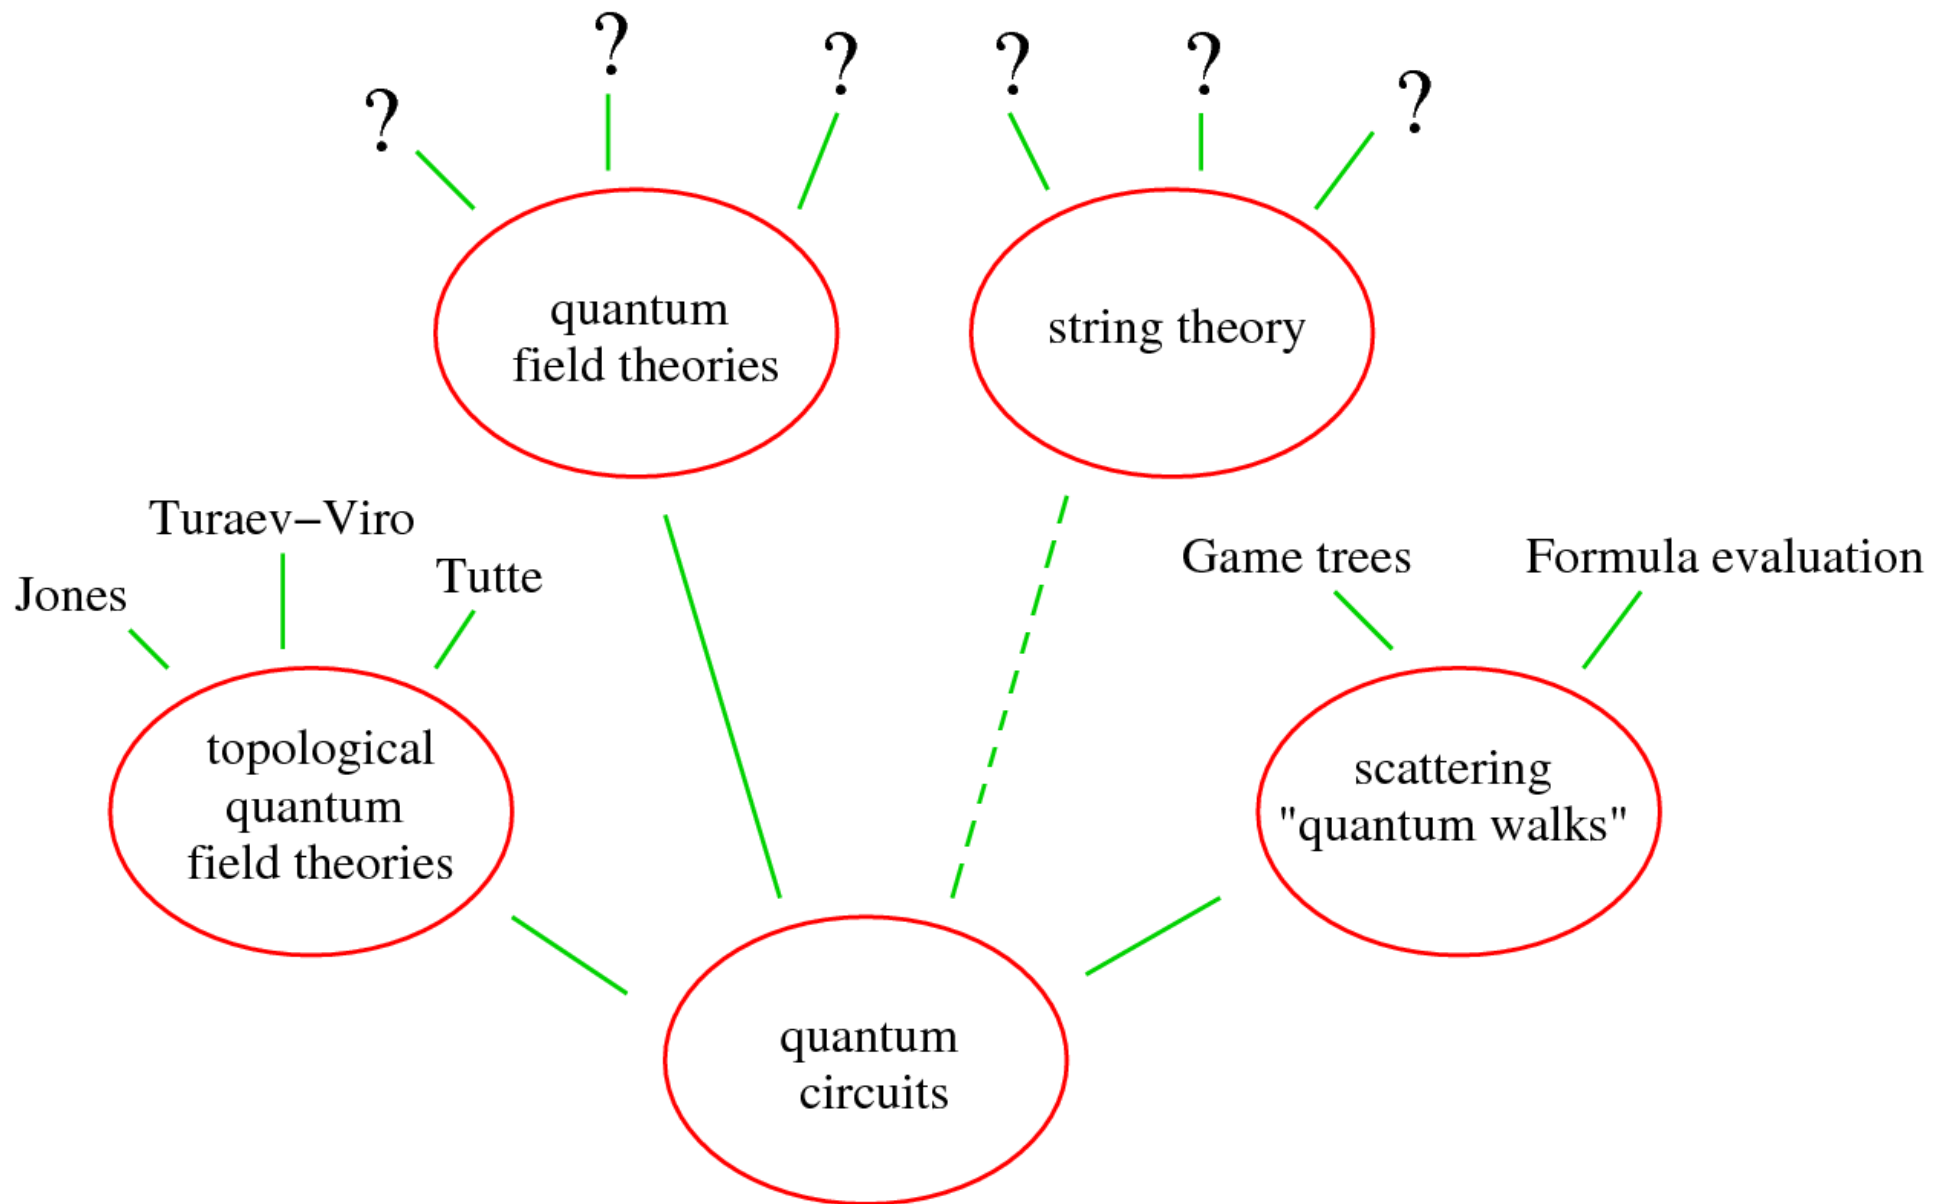 ?
?
?
?
?
?
quantum
field theories
string theory
Turaev–Viro
Jones
Tutte
Game trees
Formula evaluation
topological
quantum
field theories
scattering
"quantum walks"
quantum
circuits